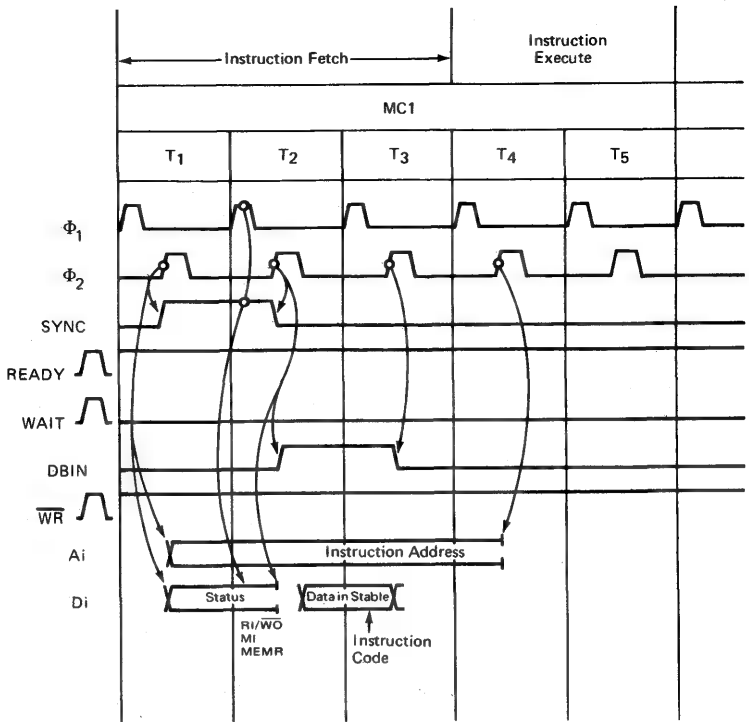 Instruction Fetch
Instruction
Execute
MC1
T1 T2 T3 T4 T5
Φ1
Φ2
SYNC
READY
WAIT
DBIN
WR
Ai Instruction Address
Di Status Data in Stable
RI/WO
MI
MEMR
Instruction
Code